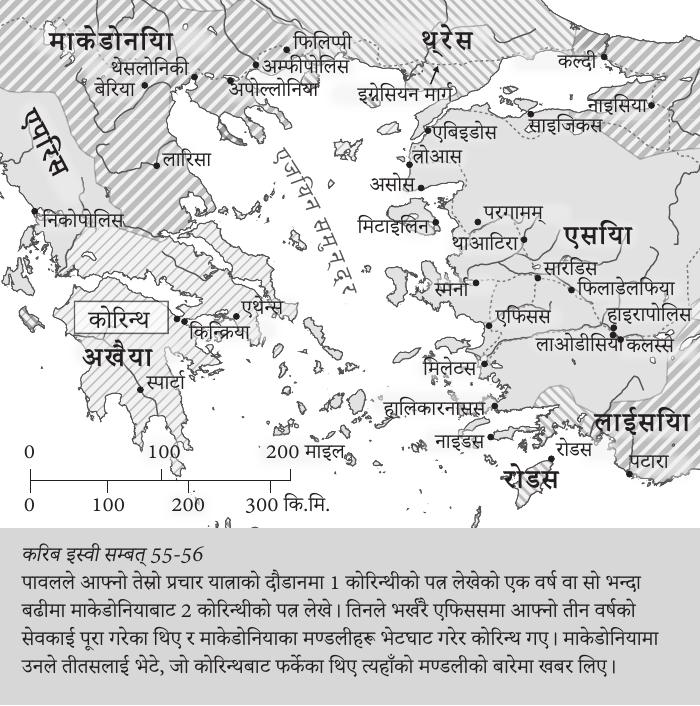 माकेडोनिया
थ्रेस
फिलिप्पी
थेसलोनिकी
अम्फीपोलिस
बेरिया
अपोल्लोनिया
इग्रेसियन मार्ग
कल्दी
नाइसिया
साइजिकस
एपिरस
एबिइडोस
लारिसा
त्रोआस
असोस
एजियिन समुन्द्र
निकोपोलिस
मिटाइलिन
परगामम
थाआटिरा
एसिया
सारडिस
स्मर्ना
फिलाडेलफिया
कोरिन्थ
एथेन्स
किन्क्रिया
एफिसस
हाइरापोलिस
लाओडीसिया
कलस्से
अखैया
मिलेटस
स्पार्टा
हालिकारनासस
लाईसिया
नाइडस
रोडस
पटारा
रोडस
0 100 200 माइल
0 100 200 300 कि.मि.
करिब इस्वी सम्बत् 55-56
पावलले आफ्नो तेस्रो प्रचार यात्राको दौडानमा 1 कोरिन्थीको पत्र लेखेको एक वर्ष वा सो भन्दा
बढीमा माकेडोनियाबाट 2 कोरिन्थीको पत्र लेखे। तिनले भर्खरै एफिससमा आफ्नो तीन वर्षको
सेवकाई पूरा गरेका थिए र माकेडोनियाका मण्डलीहरू भेटघाट गरेर कोरिन्थ गए। माकेडोनियामा
उनले तीतसलाई भेटे, जो कोरिन्थबाट फर्केका थिए त्यहाँको मण्डलीको बारेमा खबर लिए।